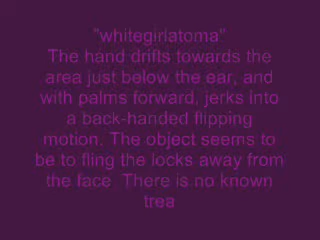 "whitegirlatoma"
The hand drifts towards the
area just below the ear, and
with palms forward, jerks into
a back-handed flipping
motion. The object seems to
be to fling the locks away from
the face. There is no known
trea